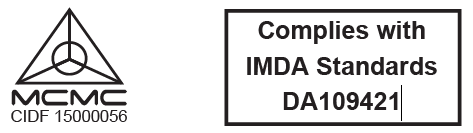 MCMC
CIDF 15000056
Complies with
IMDA Standards
DA109421